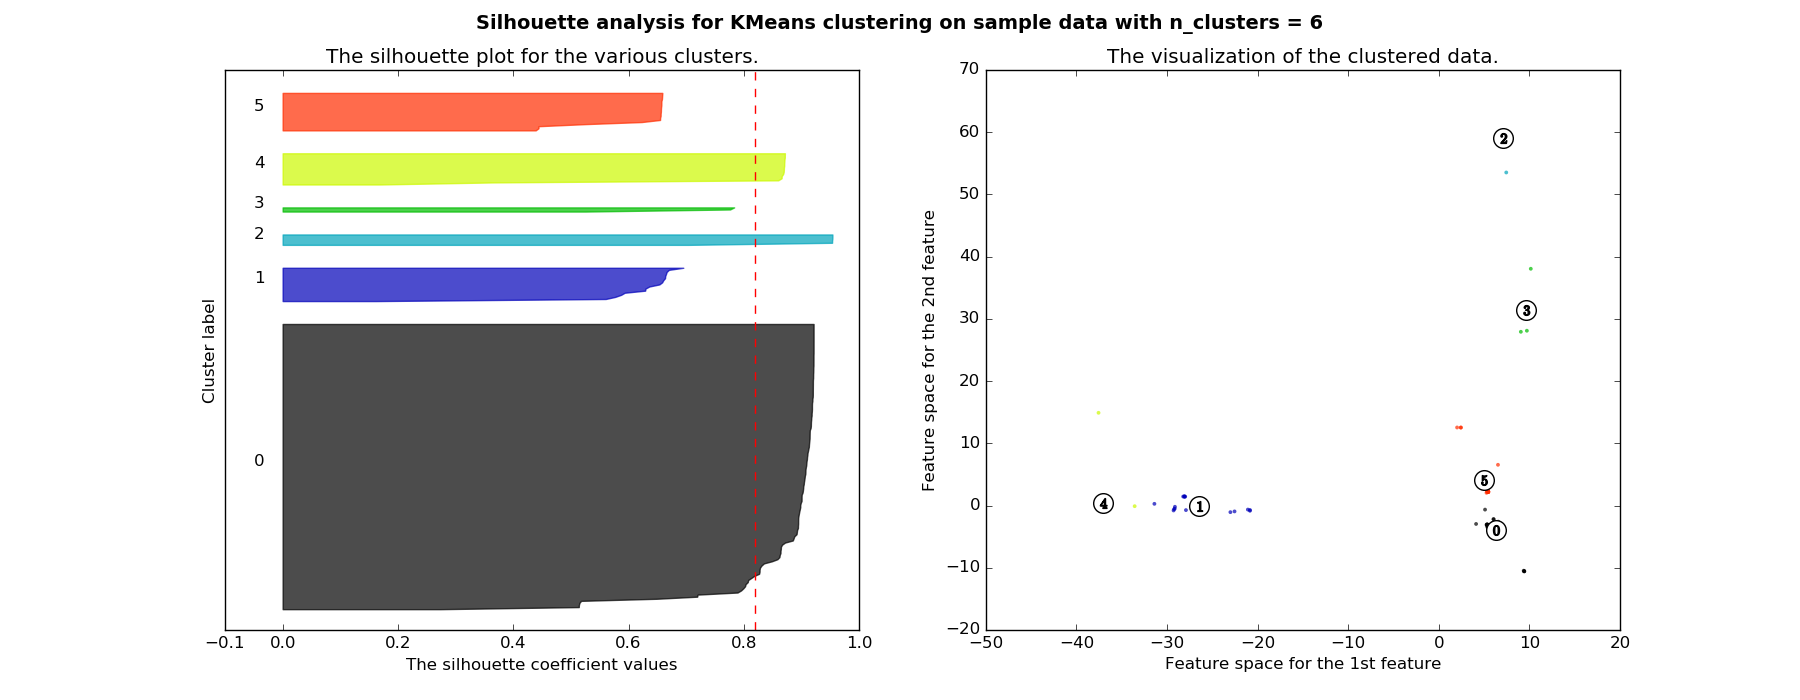 Silhouette analysis for KMeans clustering on sample data with n_clusters = 6
The silhouette plot for the various clusters.
5
4
3
2
1
0
Cluster label
−0.1 0.0 0.2 0.4 0.6 0.8 1.0
The silhouette coefficient values
The visualization of the clustered data.
70
60
50
40
30
20
10
0
−10
−20
Feature space for the 2nd feature
2
3
5
4
1
0
−50 −40 −30 −20 −10 0 10 20
Feature space for the 1st feature